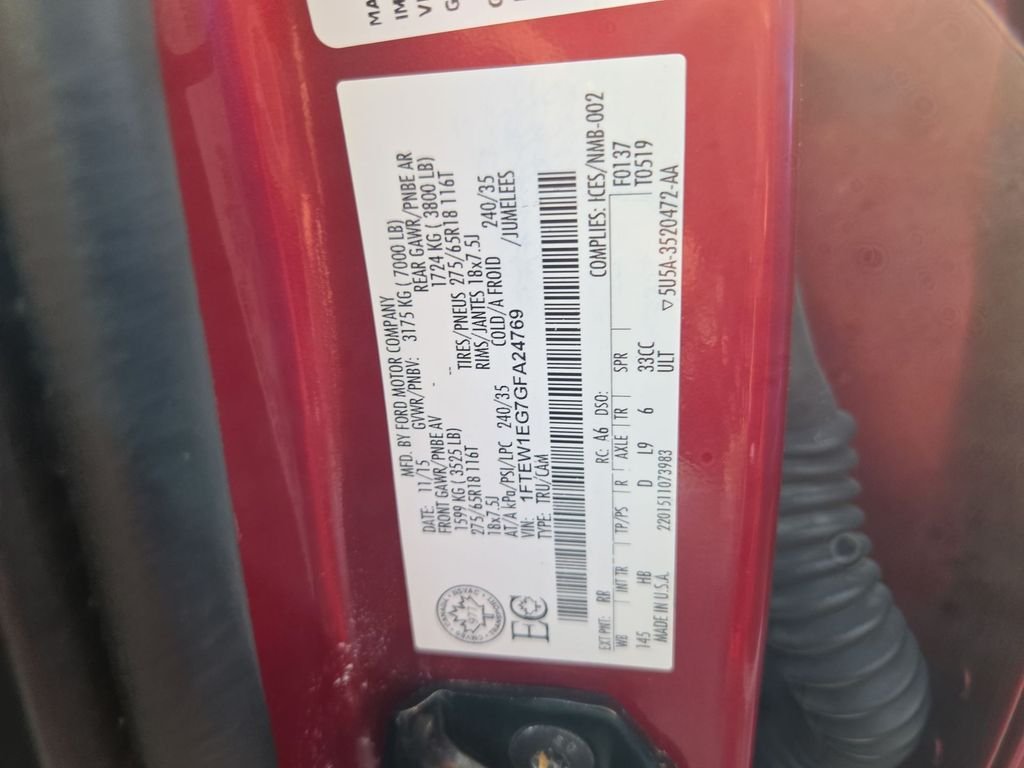 MA
IM
VE
G
MFD. BY FORD MOTOR COMPANY
DATE: 11/15 GVWR/PNBV: 3175 KG ( 7000 LB)
FRONT GAWR/PNBE AV REAR GAWR/PNBE AR
1599 KG ( 3525 LB) 1724 KG ( 3800 LB)
275/65R18 116T TIRES/PNEUS 275/65R18 116T
18x7.5J RIMS/JANTES 18x7.5J
AT/A kPa/PSI/LPC 240/35 COLD/A FROID 240/35
VIN: 1FTEW1EG7GFA24769 /JUMELEES
TYPE: TRU/CAM
EC
COMPLIES: ICES/NMB-002
EXT PNT: RR RC: A6 DSO: F0137
WB INT TR TP/PS R AXLE TR SPR T0519
145 HB D L9 6 33CC
MADE IN U.S.A. 2201511073983 ULT
▽5U5A-3520472-AA